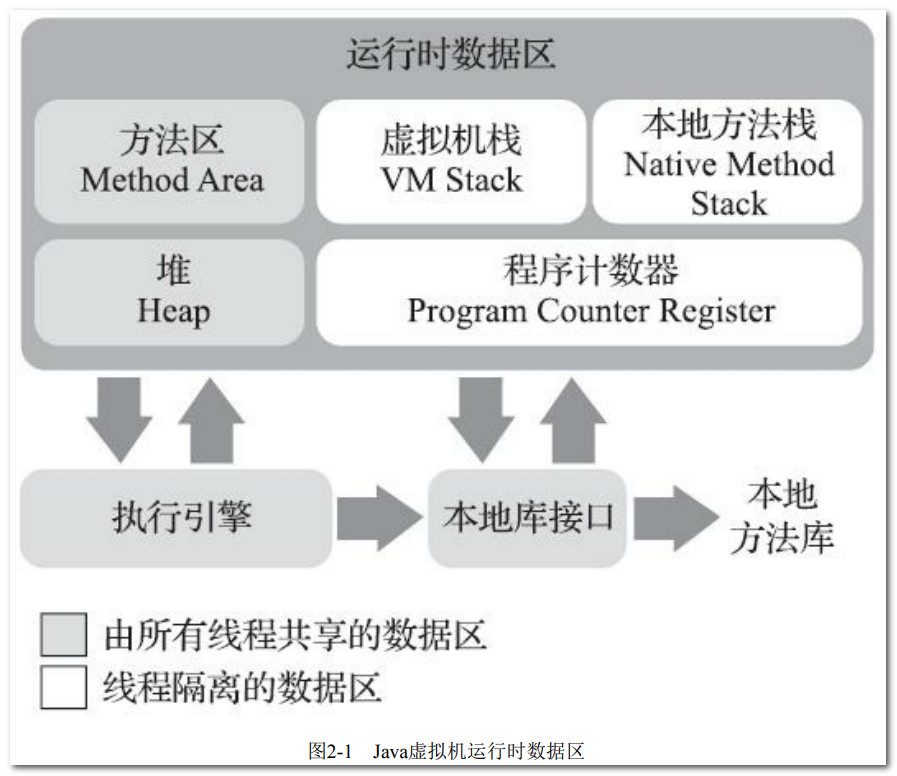 运行时数据区
方法区
Method Area
虚拟机栈
VM Stack
本地方法栈
Native Method
Stack
堆
Heap
程序计数器
Program Counter Register
执行引擎
本地库接口
本地
方法库
由所有线程共享的数据区
线程隔离的数据区
图2-1 Java虚拟机运行时数据区